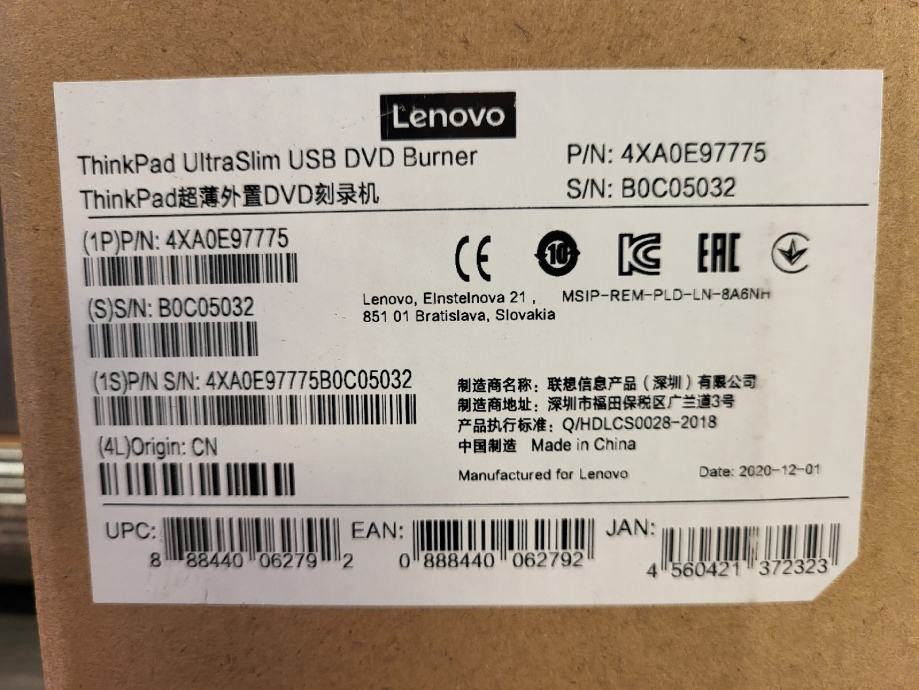 Lenovo
ThinkPad UltraSlim USB DVD Burner
ThinkPad超薄外置DVD刻录机
P/N: 4XA0E97775
S/N: B0C05032
(1P)P/N: 4XA0E97775
(S)S/N: B0C05032
(1S)P/N S/N: 4XA0E97775B0C05032
(4L)Origin: CN
CE
10
KC
EAC
Lenovo, Einsteinova 21 ,
851 01 Bratislava, Slovakia
MSIP-REM-PLD-LN-8A6NH
制造商名称：联想信息产品（深圳）有限公司
制造商地址：深圳市福田保税区广兰道3号
产品执行标准：Q/HDLCS0028-2018
中国制造 Made in China
Manufactured for Lenovo
Date: 2020-12-01
UPC:
8 88440 06279 2
EAN:
0 888440 062792
JAN:
4 560421 372323